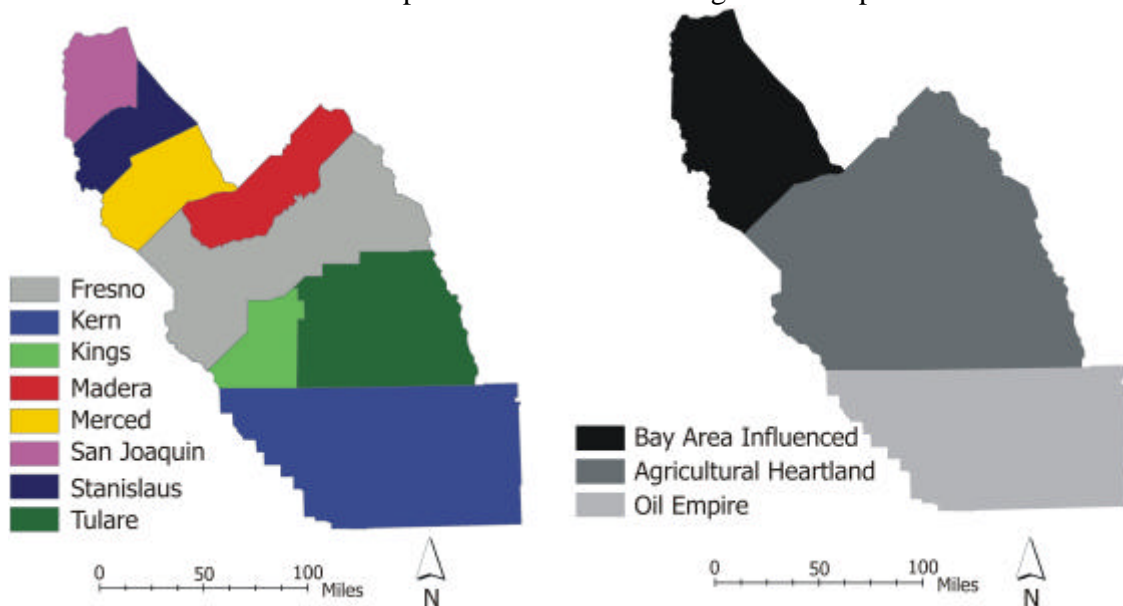 Fresno
Kern
Kings
Madera
Merced
San Joaquin
Stanislaus
Tulare
0 50 100
Miles
N
Bay Area Influenced
Agricultural Heartland
Oil Empire
0 50 100
Miles
N